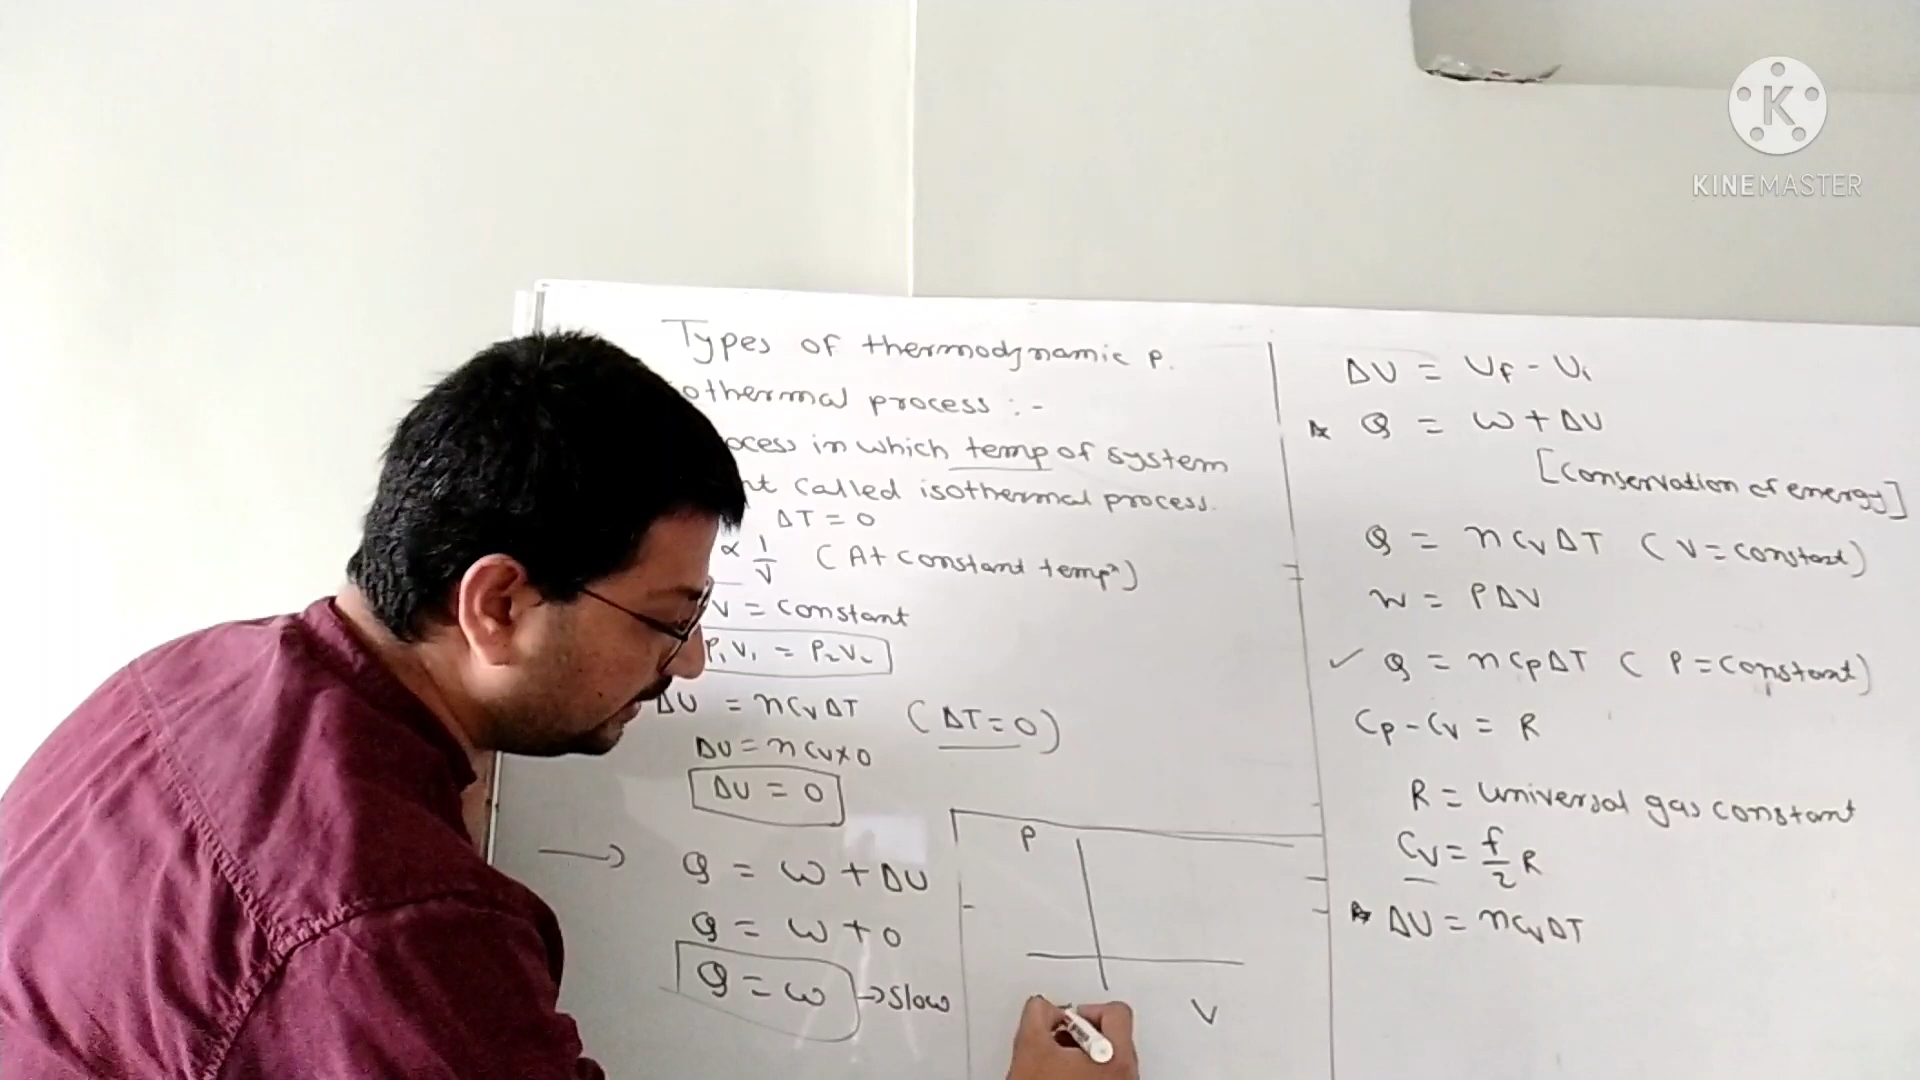 Types of thermodynamic P.
othermal process :-
ocess in which temp of system
nt called isothermal process.
ΔT = 0
∝ 1/V (At constant tempⁿ)
V = constant
P₁V₁ = P₂V₂
ΔU = nCvΔT (ΔT = 0)
ΔU = nCv×0
ΔU = 0
→ Q = W + ΔU
Q = W + 0
Q = W → Slow
P
V
ΔU = Uf - Ui
Q = W + ΔU
[Conservation of energy]
Q = nCvΔT (V = constant)
W = PΔV
✓ Q = nCpΔT (P = constant)
Cp - Cv = R
R = Universal gas constant
Cv = f/2 R
ΔU = nCvΔT
K
KINEMASTER